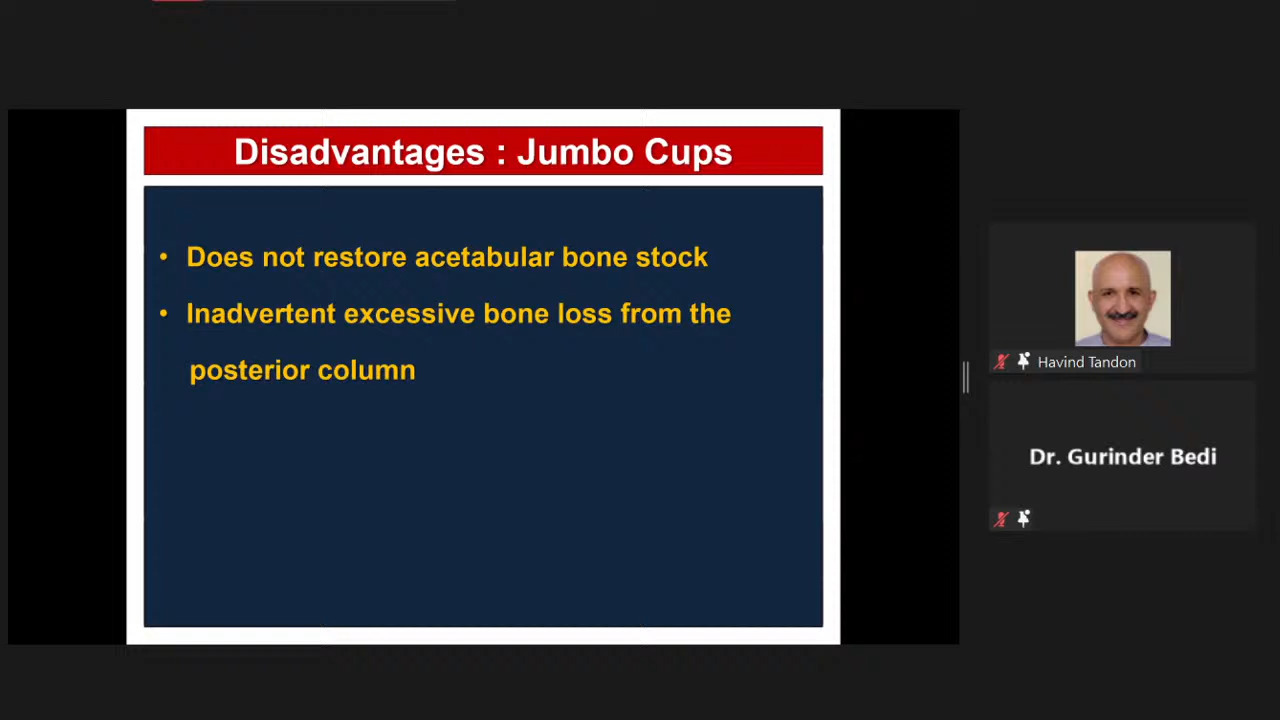 Disadvantages : Jumbo Cups
• Does not restore acetabular bone stock
• Inadvertent excessive bone loss from the
posterior column
Havind Tandon
Dr. Gurinder Bedi